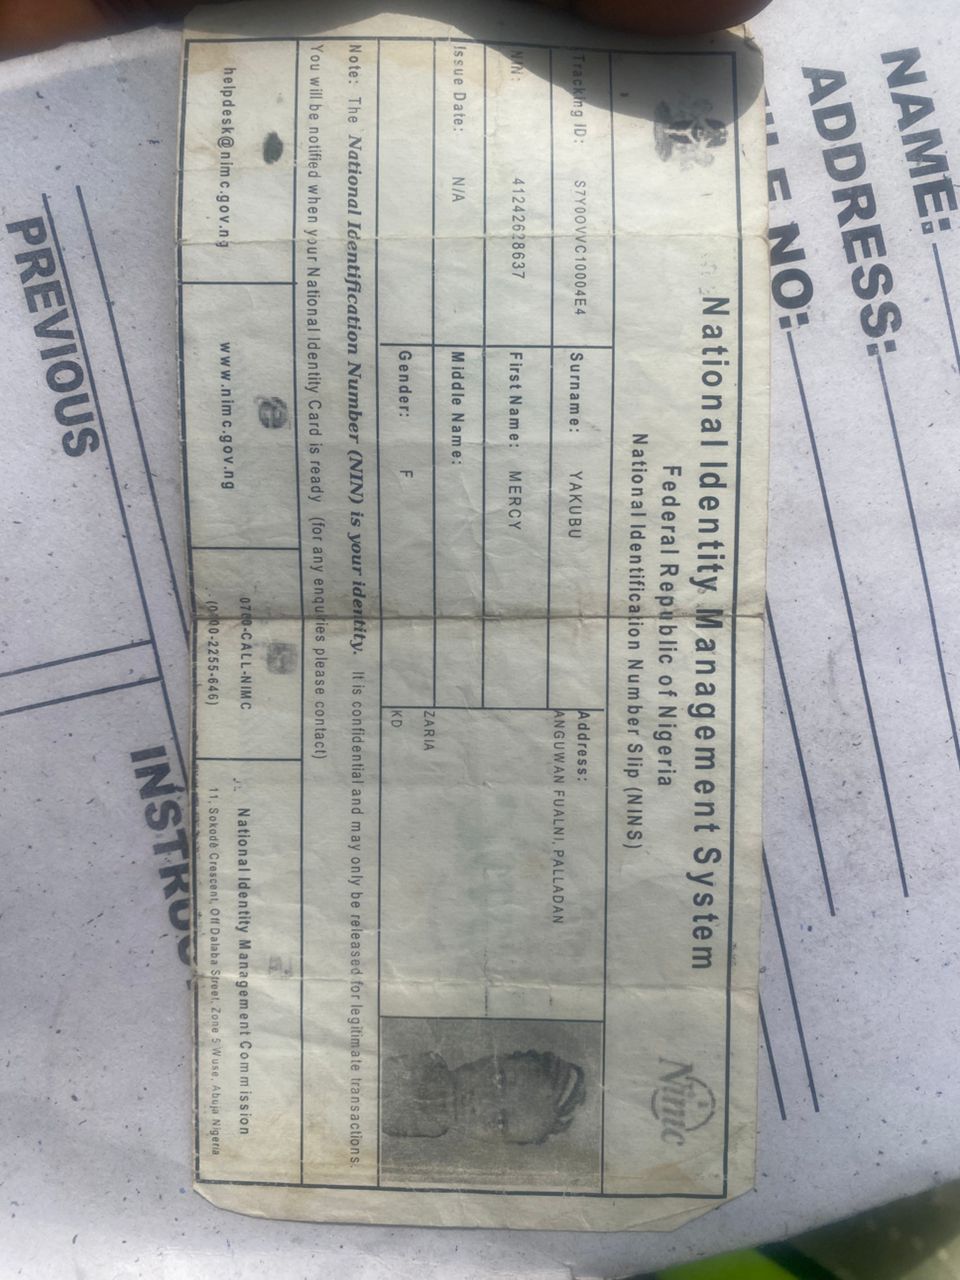 National Identity Management System
Federal Republic of Nigeria
National Identification Number Slip (NINS)
Nimc
Tracking ID: S7Y0OVVC10004E4
Surname: YAKUBU
Address:
ANGUWAN FUALNI, PALLADAN
NIN: 41242628637
First Name: MERCY
Issue Date: N/A
Middle Name:
ZARIA
Gender: F
KD
Note: The National Identification Number (NIN) is your identity. It is confidential and may only be released for legitimate transactions.
You will be notified when your National Identity Card is ready (for any enquiries please contact)
helpdesk@nimc.gov.ng
www.nimc.gov.ng
0700-CALL-NIMC
(0700-2255-646)
National Identity Management Commission
11, Sokode Crescent, Off Dalaba Street, Zone 5 Wuse, Abuja Nigeria
NAME:
ADDRESS:
NO:
PREVIOUS